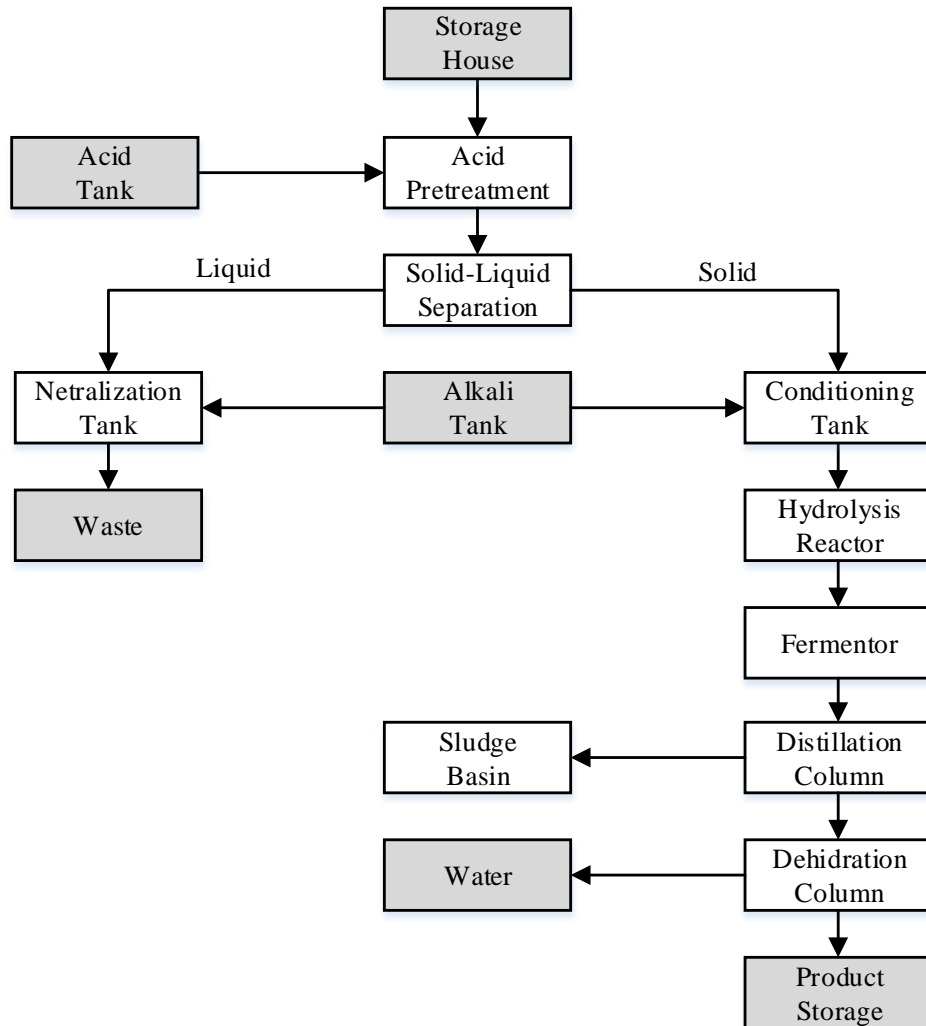 Storage
House
Acid
Tank
Acid
Pretreatment
Liquid
Solid-Liquid
Separation
Solid
Netralization
Tank
Alkali
Tank
Conditioning
Tank
Waste
Hydrolysis
Reactor
Fermentor
Sludge
Basin
Distillation
Column
Water
Dehidration
Column
Product
Storage